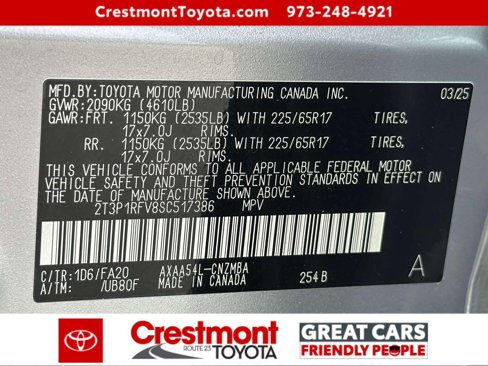 CrestmontToyota.com 973-248-4921
MFD.BY:TOYOTA MOTOR MANUFACTURING CANADA INC. 03/25
GVWR:2090KG (4610LB)
GAWR:FRT. 1150KG (2535LB) WITH 225/65R17 TIRES,
17x7.0J RIMS.
RR. 1150KG (2535LB) WITH 225/65R17 TIRES,
17x7.0J RIMS.
THIS VEHICLE CONFORMS TO ALL APPLICABLE FEDERAL MOTOR
VEHICLE SAFETY AND THEFT PREVENTION STANDARDS IN EFFECT ON
THE DATE OF MANUFACTURE SHOWN ABOVE.
2T3P1RFV8SC517386 MPV
C/TR:1D6/FA20 AXAA54L-CNZMBA 254B A
A/TM: /UB80F MADE IN CANADA
TOYOTA
Crestmont
ROUTE 23 TOYOTA
GREAT CARS
FRIENDLY PEOPLE